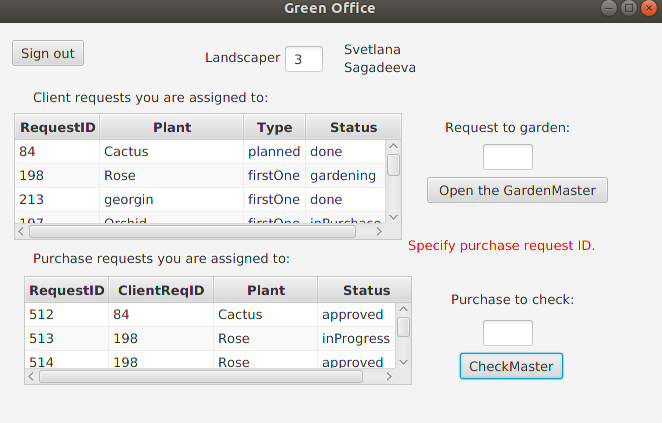 Green Office
Sign out
Landscaper 3
Svetlana
Sagadeeva
Client requests you are assigned to:
RequestID Plant Type Status
84 Cactus planned done
198 Rose firstOne gardening
213 georgin firstOne done
197 Orchid firstOne inPurchase
Request to garden:
Open the GardenMaster
Specify purchase request ID.
Purchase requests you are assigned to:
RequestID ClientReqID Plant Status
512 84 Cactus approved
513 198 Rose inProgress
514 198 Rose approved
Purchase to check:
CheckMaster